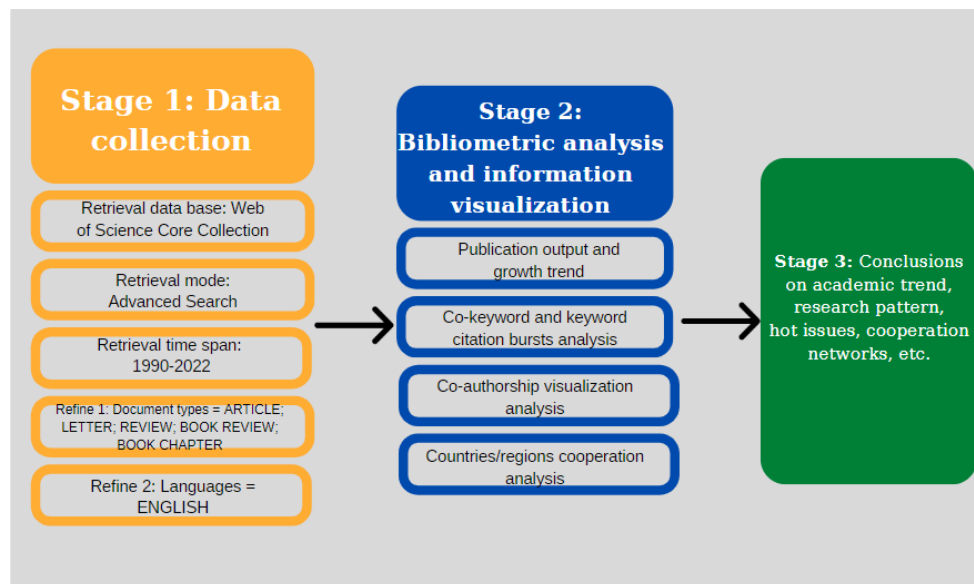 Stage 1: Data
collection
Retrieval data base: Web
of Science Core Collection
Retrieval mode:
Advanced Search
Retrieval time span:
1990-2022
Refine 1: Document types = ARTICLE;
LETTER; REVIEW; BOOK REVIEW;
BOOK CHAPTER
Refine 2: Languages =
ENGLISH
Stage 2:
Bibliometric analysis
and information
visualization
Publication output and
growth trend
Co-keyword and keyword
citation bursts analysis
Co-authorship visualization
analysis
Countries/regions cooperation
analysis
Stage 3: Conclusions
on academic trend,
research pattern,
hot issues, cooperation
networks, etc.